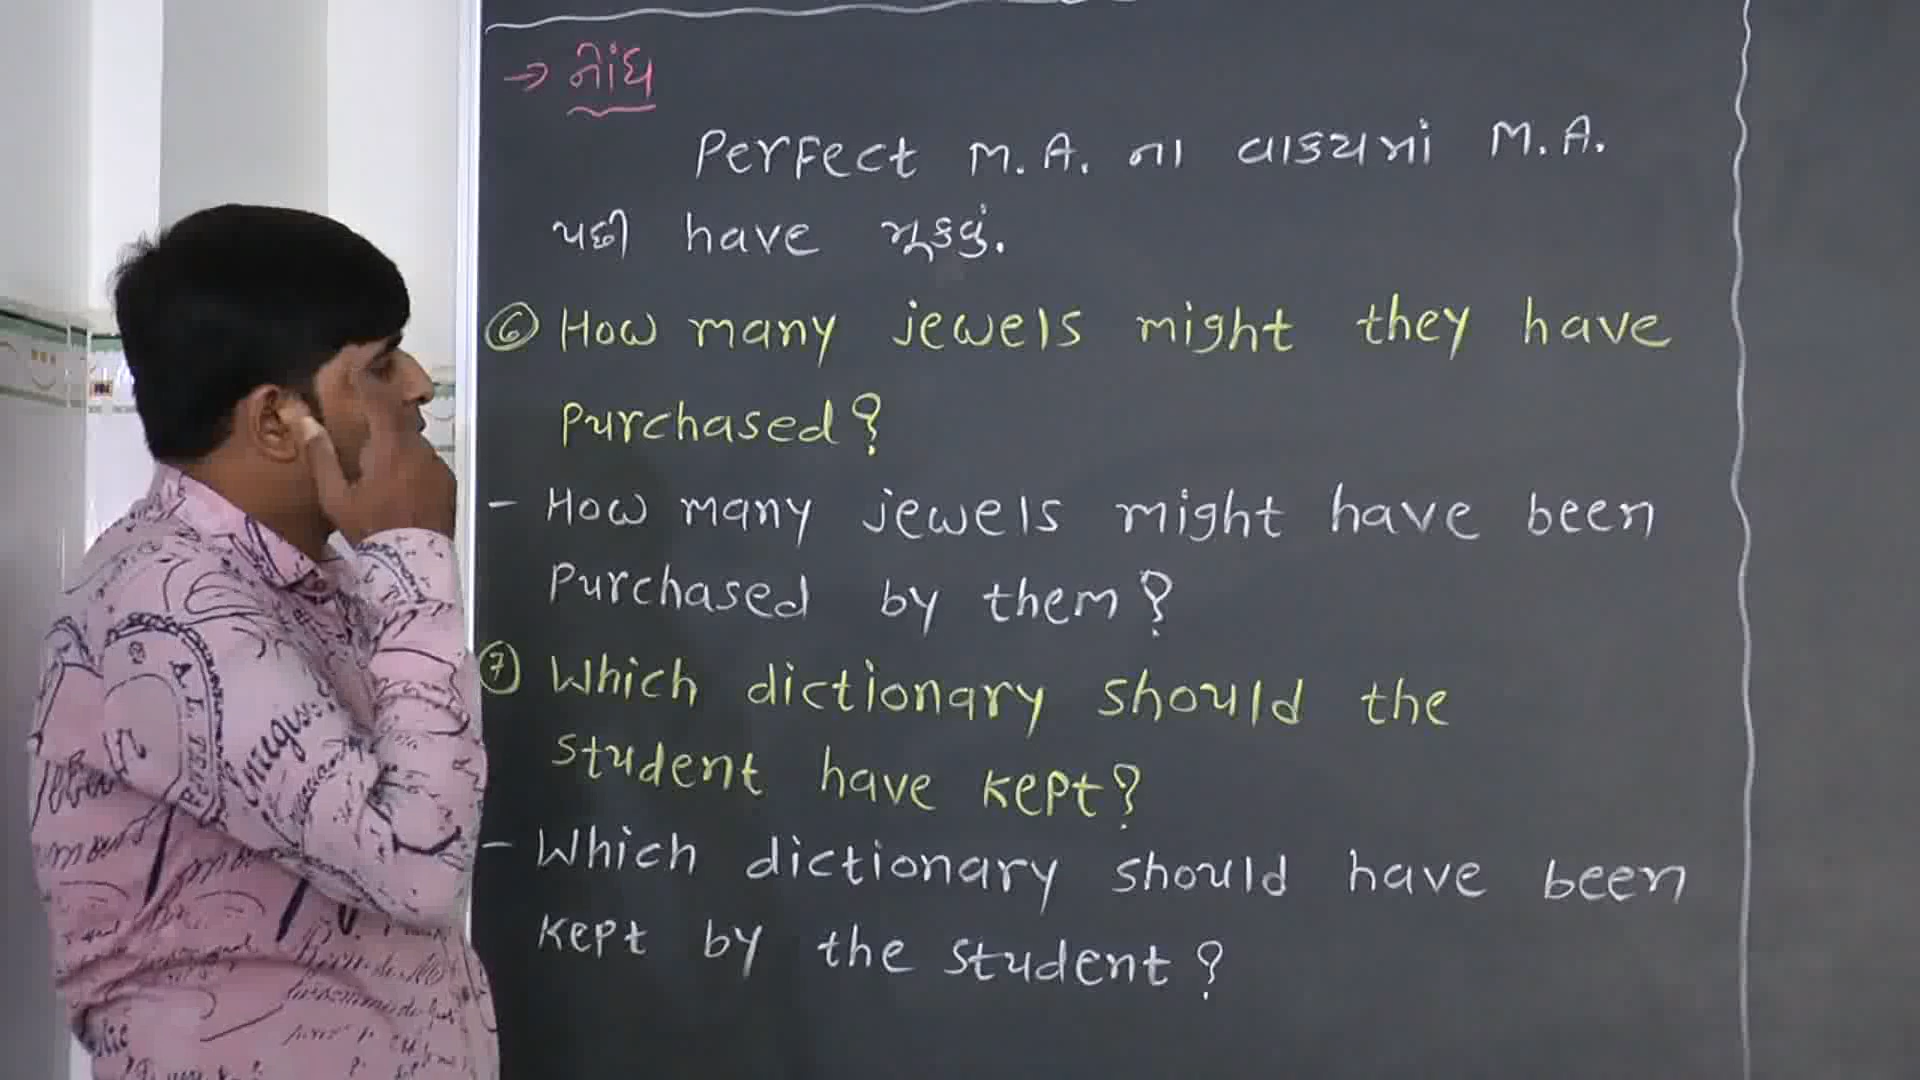 → નોંધ
Perfect M.A. ના વાકયમાં M.A.
પછી have મૂકવું.
⑥ How many jewels might they have
purchased?
- How many jewels might have been
purchased by them?
⑦ Which dictionary should the
student have kept?
- Which dictionary should have been
kept by the student?